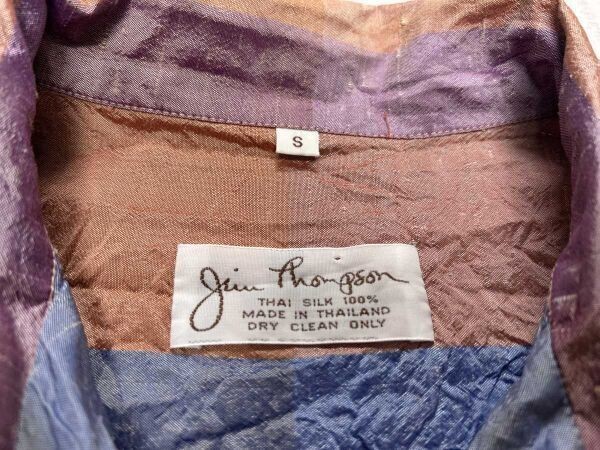 S
Jim Thompson
THAI SILK 100%
MADE IN THAILAND
DRY CLEAN ONLY